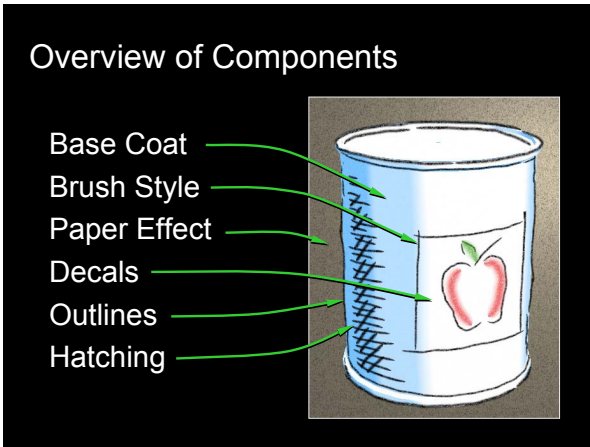 Overview of Components
Base Coat
Brush Style
Paper Effect
Decals
Outlines
Hatching